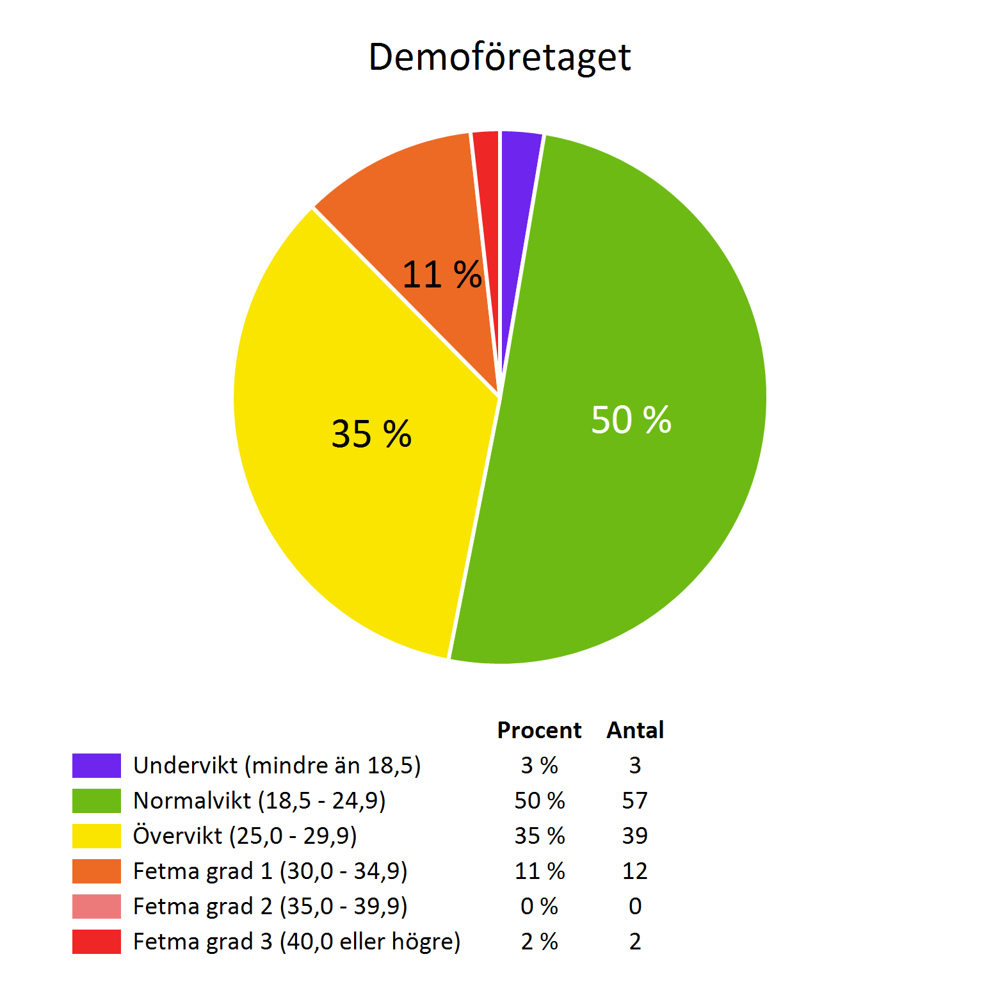 Demoföretaget
11 %
50 %
35 %
Procent Antal
Undervikt (mindre än 18,5) 3 % 3
Normalvikt (18,5 - 24,9) 50 % 57
Övervikt (25,0 - 29,9) 35 % 39
Fetma grad 1 (30,0 - 34,9) 11 % 12
Fetma grad 2 (35,0 - 39,9) 0 % 0
Fetma grad 3 (40,0 eller högre) 2 % 2